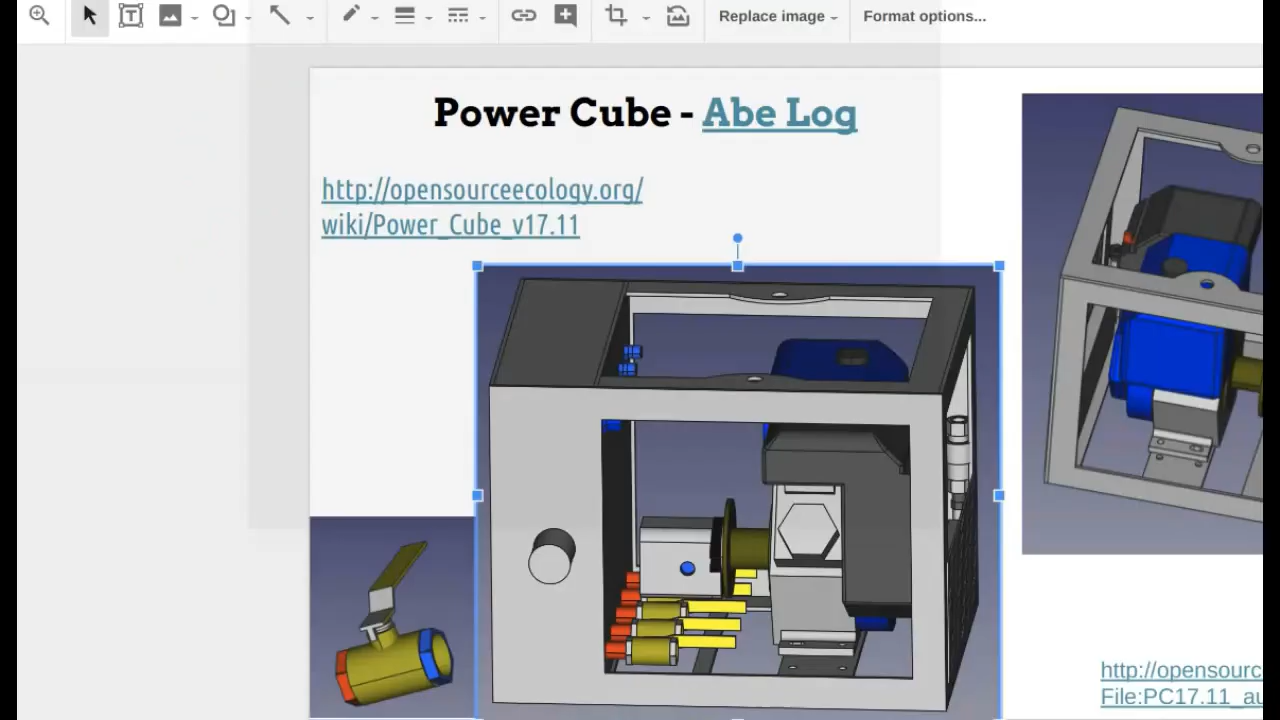 Replace image
Format options...
Power Cube - Abe Log
http://opensourceecology.org/
wiki/Power_Cube_v17.11
http://opensourc
File:PC17.11_au